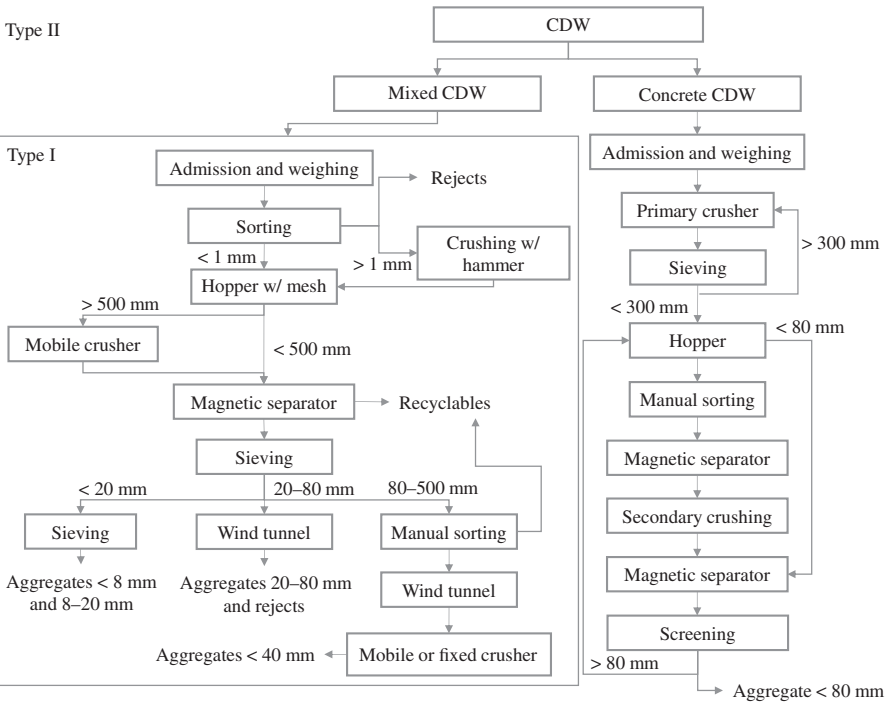 Type II
CDW
Mixed CDW
Concrete CDW
Type I
Admission and weighing
Rejects
Sorting
< 1 mm
> 1 mm
Crushing w/
hammer
Hopper w/ mesh
> 500 mm
Mobile crusher
< 500 mm
Magnetic separator
Recyclables
Sieving
< 20 mm
20–80 mm
80–500 mm
Sieving
Wind tunnel
Manual sorting
Aggregates < 8 mm
and 8–20 mm
Aggregates 20–80 mm
and rejects
Wind tunnel
Aggregates < 40 mm
Mobile or fixed crusher
Admission and weighing
Primary crusher
> 300 mm
Sieving
< 300 mm
< 80 mm
Hopper
Manual sorting
Magnetic separator
Secondary crushing
Magnetic separator
Screening
> 80 mm
Aggregate < 80 mm